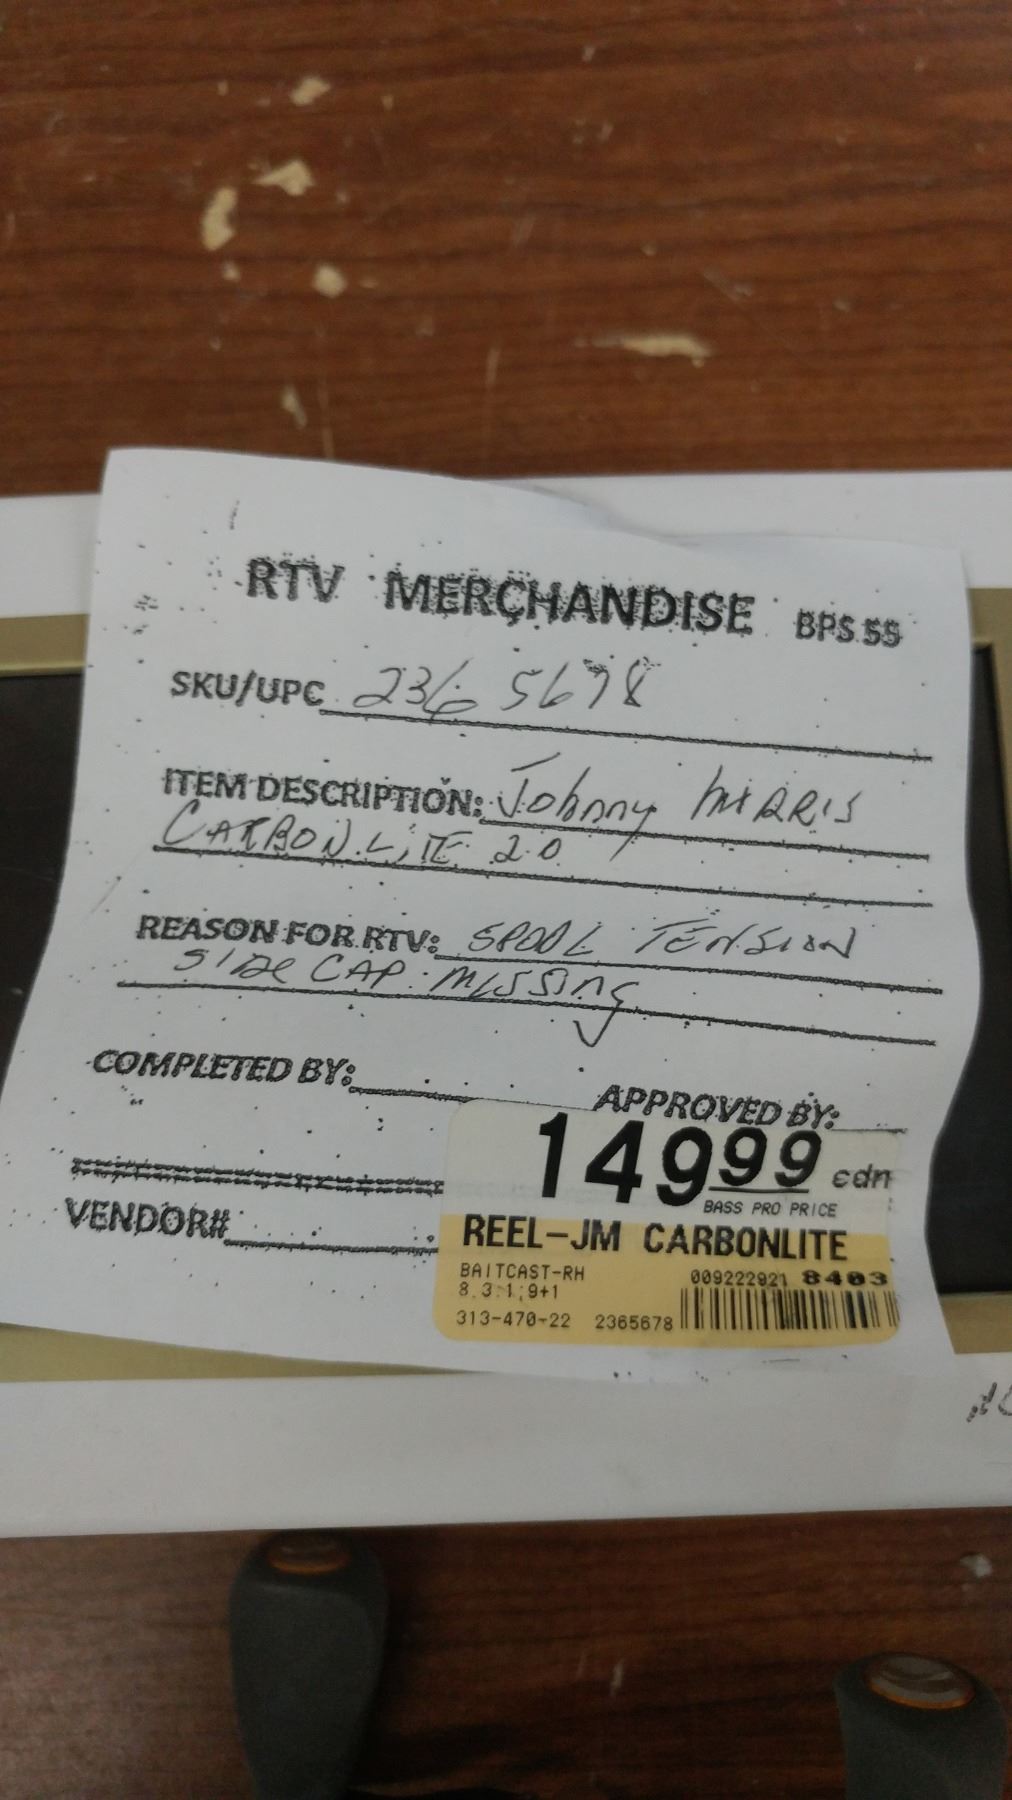 RTV MERCHANDISE BPS 55
SKU/UPC 236 5678
ITEM DESCRIPTION: Johnny MORRIS
CARBON LITE 2.0
REASON FOR RTV: SPOOL TENSION
SIDE CAP MISSING
COMPLETED BY:
APPROVED BY:
VENDOR#
14999 cdn
BASS PRO PRICE
REEL-JM CARBONLITE
BAITCAST-RH 009222921 8403
8.3:1;9+1
313-470-22 2365678